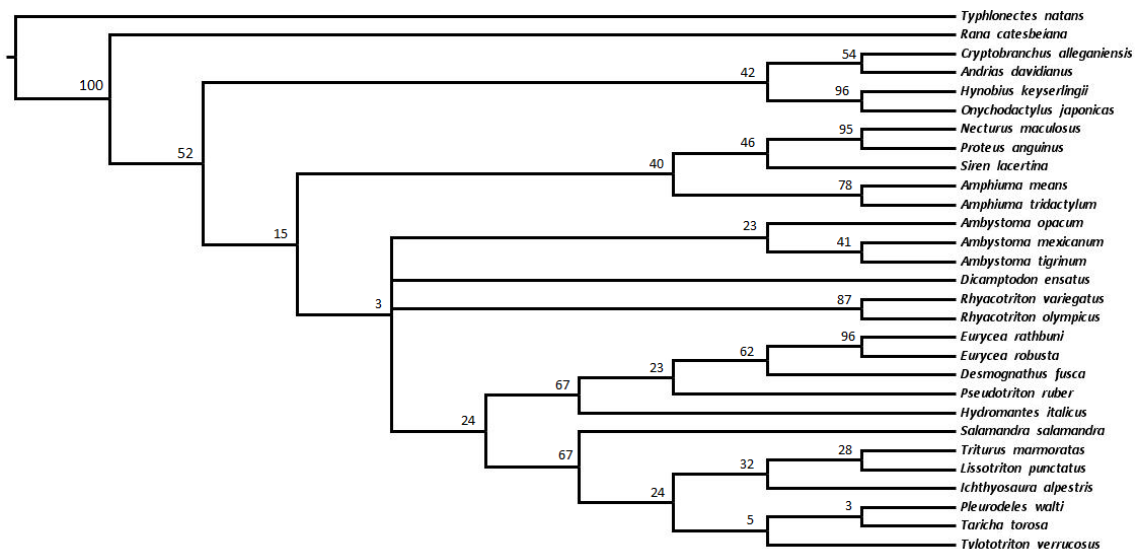 Typhlonectes natans
Rana catesbeiana
Cryptobranchus alleganiensis
54
Andrias davidianus
42
100
Hynobius keyserlingii
96
Onychodactylus japonicas
Necturus maculosus
95
Proteus anguinus
46
52
Siren lacertina
40
Amphiuma means
78
Amphiuma tridactylum
Ambystoma opacum
23
15
Ambystoma mexicanum
41
Ambystoma tigrinum
Dicamptodon ensatus
3
Rhyacotriton variegatus
87
Rhyacotriton olympicus
Eurycea rathbuni
96
Eurycea robusta
62
Desmognathus fusca
23
67
Pseudotriton ruber
Hydromantes italicus
24
Salamandra salamandra
Triturus marmoratas
28
67
Lissotriton punctatus
32
Ichthyosaura alpestris
24
Pleurodeles walti
3
Taricha torosa
5
Tylototriton verrucosus